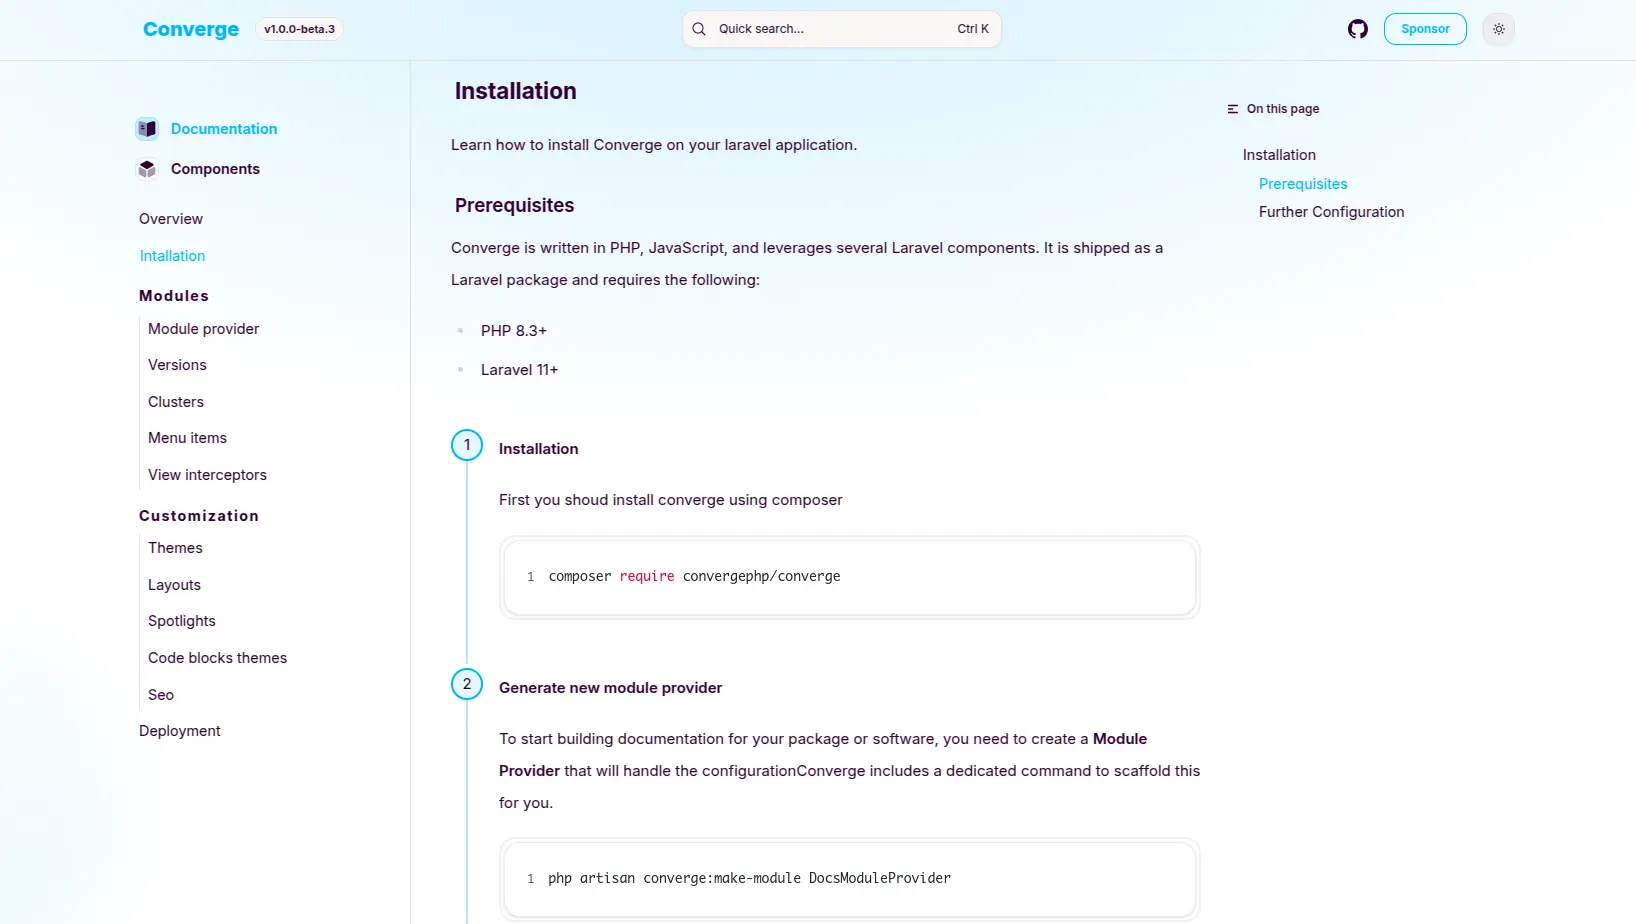 Converge
v1.0.0-beta.3
Quick search...
Ctrl K
Sponsor
Documentation
Components
Overview
Intallation
Modules
Module provider
Versions
Clusters
Menu items
View interceptors
Customization
Themes
Layouts
Spotlights
Code blocks themes
Seo
Deployment
Installation
Learn how to install Converge on your laravel application.
Prerequisites
Converge is written in PHP, JavaScript, and leverages several Laravel components. It is shipped as a
Laravel package and requires the following:
PHP 8.3+
Laravel 11+
1
Installation
First you shoud install converge using composer
1 composer require convergephp/converge
2
Generate new module provider
To start building documentation for your package or software, you need to create a Module
Provider that will handle the configurationConverge includes a dedicated command to scaffold this
for you.
1 php artisan converge:make-module DocsModuleProvider
On this page
Installation
Prerequisites
Further Configuration